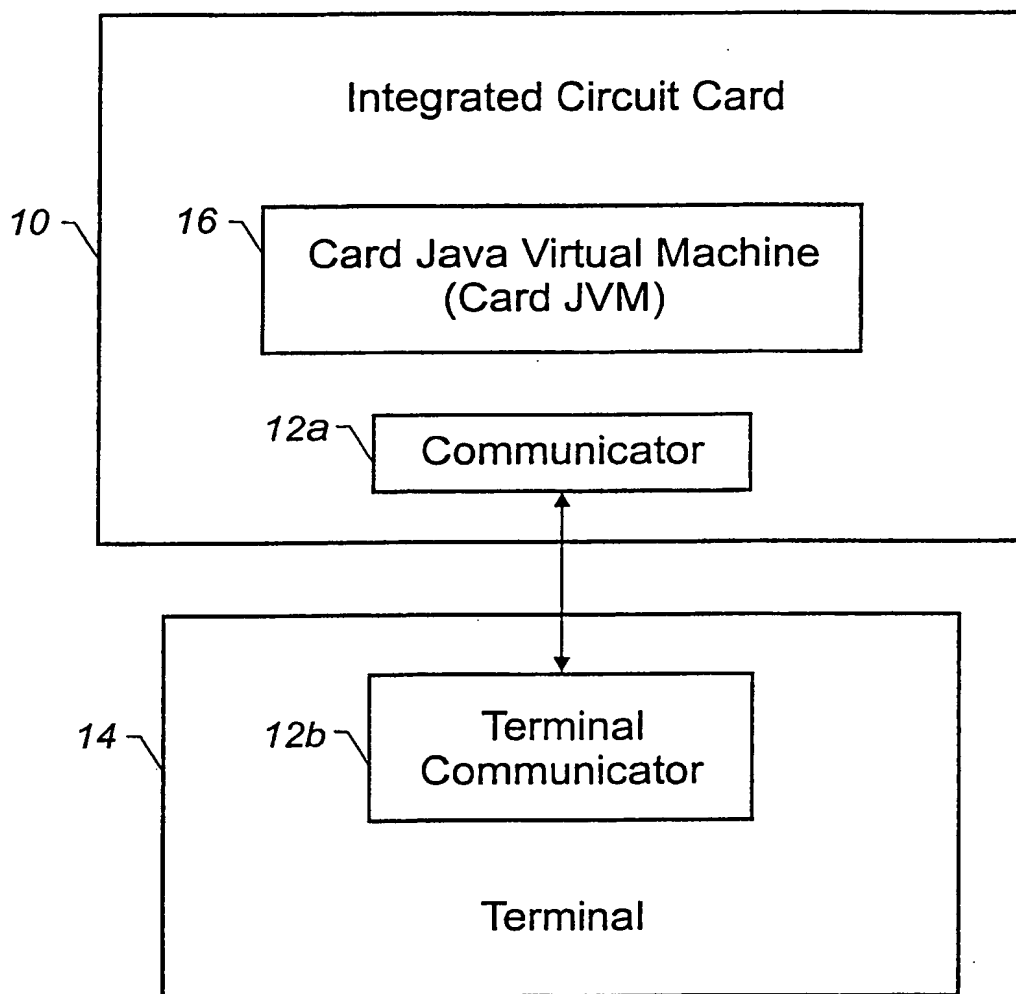 Integrated Circuit Card
10
16
Card Java Virtual Machine
(Card JVM)
12a
Communicator
14
12b
Terminal
Communicator
Terminal